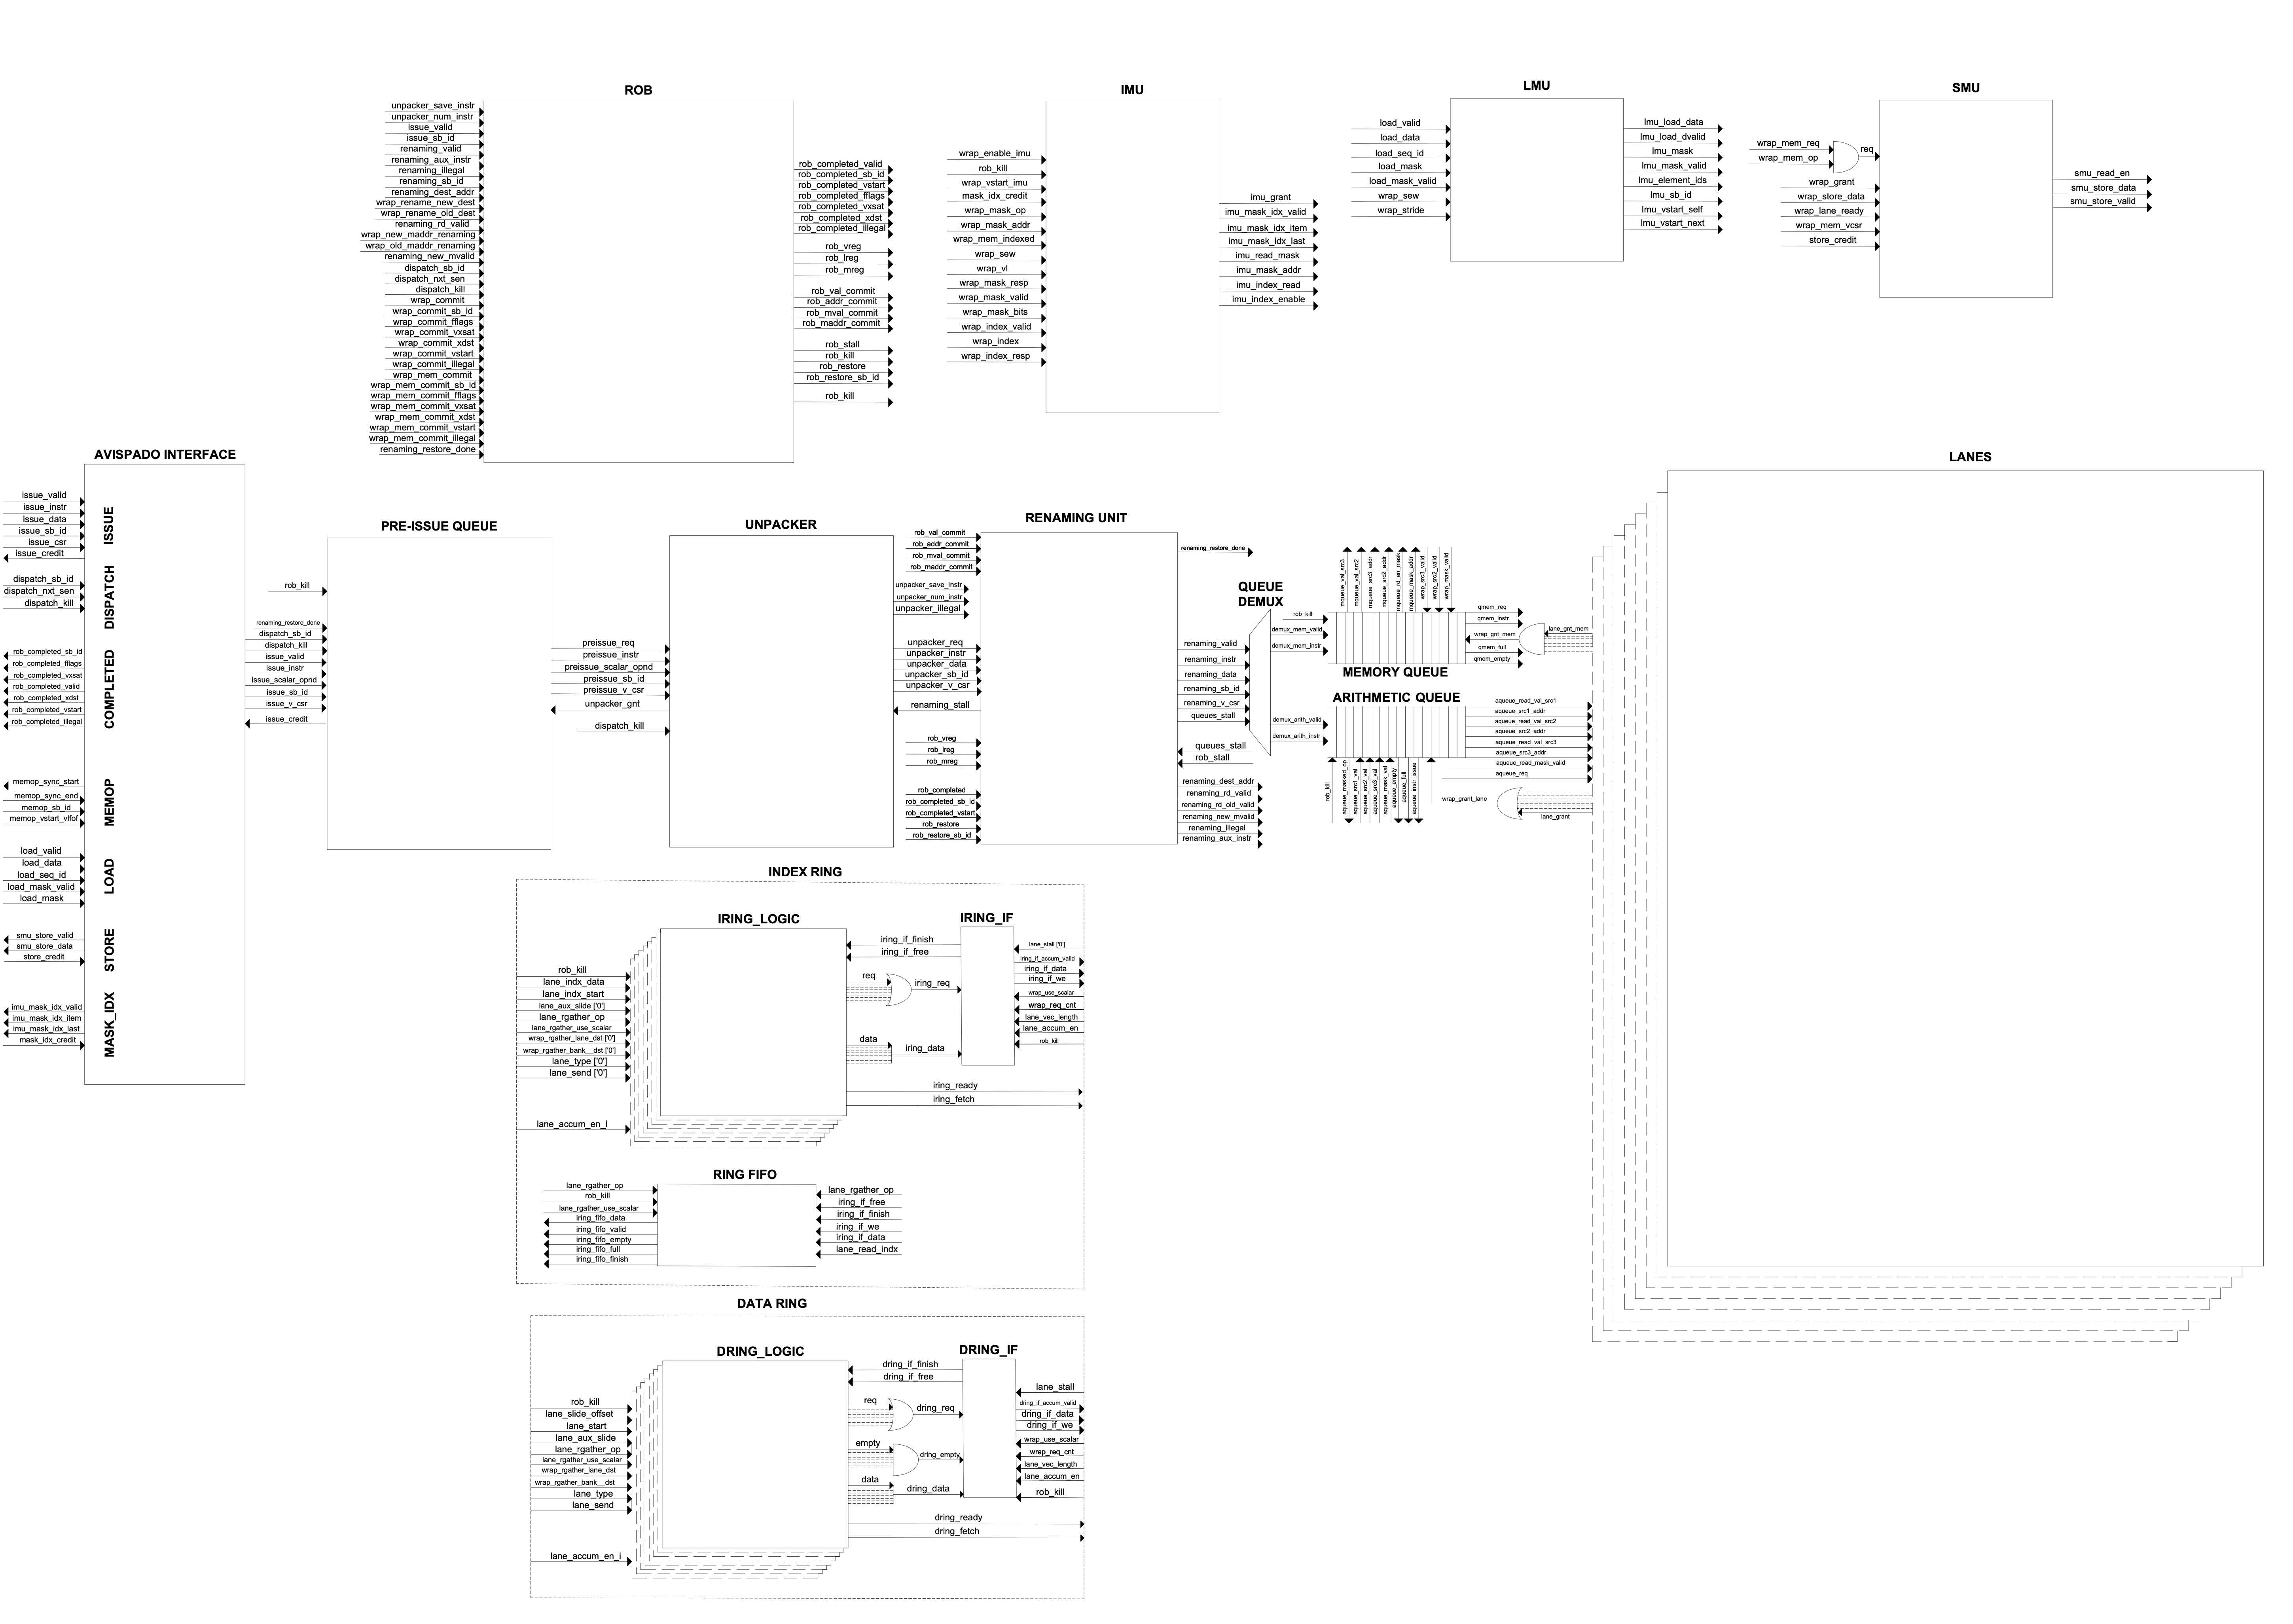 ROB
unpacker_save_instr
unpacker_num_instr
issue_valid
issue_sb_id
renaming_valid
renaming_aux_instr
renaming_illegal
renaming_sb_id
renaming_dest_addr
wrap_rename_new_dest
wrap_rename_old_dest
renaming_rd_valid
wrap_new_maddr_renaming
wrap_old_maddr_renaming
renaming_new_mvalid
dispatch_sb_id
dispatch_nxt_sen
dispatch_kill
wrap_commit
wrap_commit_sb_id
wrap_commit_fflags
wrap_commit_vxsat
wrap_commit_xdst
wrap_commit_vstart
wrap_commit_illegal
wrap_mem_commit
wrap_mem_commit_sb_id
wrap_mem_commit_fflags
wrap_mem_commit_vxsat
wrap_mem_commit_xdst
wrap_mem_commit_vstart
wrap_mem_commit_illegal
renaming_restore_done
rob_completed_valid
rob_completed_sb_id
rob_completed_vstart
rob_completed_fflags
rob_completed_vxsat
rob_completed_xdst
rob_completed_illegal
rob_vreg
rob_lreg
rob_mreg
rob_val_commit
rob_addr_commit
rob_mval_commit
rob_maddr_commit
rob_stall
rob_kill
rob_restore
rob_restore_sb_id
rob_kill
IMU
wrap_enable_imu
rob_kill
wrap_vstart_imu
mask_idx_credit
wrap_mask_op
wrap_mask_addr
wrap_mem_indexed
wrap_sew
wrap_vl
wrap_mask_resp
wrap_mask_valid
wrap_mask_bits
wrap_index_valid
wrap_index
wrap_index_resp
imu_grant
imu_mask_idx_valid
imu_mask_idx_item
imu_mask_idx_last
imu_read_mask
imu_mask_addr
imu_index_read
imu_index_enable
LMU
load_valid
load_data
load_seq_id
load_mask
load_mask_valid
wrap_sew
wrap_stride
lmu_load_data
lmu_load_dvalid
lmu_mask
lmu_mask_valid
lmu_element_ids
lmu_sb_id
lmu_vstart_self
lmu_vstart_next
SMU
wrap_mem_req
wrap_mem_op
req
wrap_grant
wrap_store_data
wrap_lane_ready
wrap_mem_vcsr
store_credit
smu_read_en
smu_store_data
smu_store_valid
AVISPADO INTERFACE
issue_valid
issue_instr
issue_data
issue_sb_id
issue_csr
issue_credit
ISSUE
dispatch_sb_id
dispatch_nxt_sen
dispatch_kill
DISPATCH
rob_completed_sb_id
rob_completed_fflags
rob_completed_vxsat
rob_completed_valid
rob_completed_xdst
rob_completed_vstart
rob_completed_illegal
COMPLETED
memop_sync_start
memop_sync_end
memop_sb_id
memop_vstart_vlfof
MEMOP
load_valid
load_data
load_seq_id
load_mask_valid
load_mask
LOAD
smu_store_valid
smu_store_data
store_credit
STORE
imu_mask_idx_valid
imu_mask_idx_item
imu_mask_idx_last
mask_idx_credit
MASK_IDX
PRE-ISSUE QUEUE
rob_kill
renaming_restore_done
dispatch_sb_id
dispatch_kill
issue_valid
issue_instr
issue_scalar_opnd
issue_sb_id
issue_v_csr
issue_credit
UNPACKER
preissue_req
preissue_instr
preissue_scalar_opnd
preissue_sb_id
preissue_v_csr
unpacker_gnt
dispatch_kill
unpacker_save_instr
unpacker_num_instr
unpacker_illegal
unpacker_req
unpacker_instr
unpacker_data
unpacker_sb_id
unpacker_v_csr
renaming_stall
RENAMING UNIT
rob_val_commit
rob_addr_commit
rob_mval_commit
rob_maddr_commit
rob_vreg
rob_lreg
rob_mreg
rob_completed
rob_completed_sb_id
rob_completed_vstart
rob_restore
rob_restore_sb_id
renaming_restore_done
renaming_valid
renaming_instr
renaming_data
renaming_sb_id
renaming_v_csr
queues_stall
queues_stall
rob_stall
renaming_dest_addr
renaming_rd_valid
renaming_rd_old_valid
renaming_new_mvalid
renaming_illegal
renaming_aux_instr
QUEUE
DEMUX
rob_kill
demux_mem_valid
demux_mem_instr
demux_arith_valid
demux_arith_instr
mqueue_val_src3
mqueue_val_src2
mqueue_src3_addr
mqueue_src2_addr
mqueue_rd_en_mask
mqueue_mask_addr
wrap_src3_valid
wrap_src2_valid
wrap_mask_valid
MEMORY QUEUE
qmem_req
qmem_instr
wrap_gnt_mem
qmem_full
qmem_empty
lane_gnt_mem
ARITHMETIC QUEUE
aqueue_read_val_src1
aqueue_src1_addr
aqueue_read_val_src2
aqueue_src2_addr
aqueue_read_val_src3
aqueue_src3_addr
aqueue_read_mask_valid
aqueue_req
rob_kill
aqueue_masked_op
aqueue_src1_val
aqueue_src2_val
aqueue_src3_val
aqueue_mask_val
aqueue_empty
aqueue_full
aqueue_instr_issue
wrap_grant_lane
lane_grant
LANES
INDEX RING
IRING_LOGIC
rob_kill
lane_indx_data
lane_indx_start
lane_aux_slide ['0']
lane_rgather_op
lane_rgather_use_scalar
wrap_rgather_lane_dst ['0']
wrap_rgather_bank__dst ['0']
lane_type ['0']
lane_send ['0']
lane_accum_en_i
iring_if_finish
iring_if_free
req
iring_req
data
iring_data
iring_ready
iring_fetch
IRING_IF
lane_stall ['0']
iring_if_accum_valid
iring_if_data
iring_if_we
wrap_use_scalar
wrap_req_cnt
lane_vec_length
lane_accum_en
rob_kill
RING FIFO
lane_rgather_op
rob_kill
lane_rgather_use_scalar
iring_fifo_data
iring_fifo_valid
iring_fifo_empty
iring_fifo_full
iring_fifo_finish
lane_rgather_op
iring_if_free
iring_if_finish
iring_if_we
iring_if_data
lane_read_indx
DATA RING
DRING_LOGIC
rob_kill
lane_slide_offset
lane_start
lane_aux_slide
lane_rgather_op
lane_rgather_use_scalar
wrap_rgather_lane_dst
wrap_rgather_bank__dst
lane_type
lane_send
lane_accum_en_i
dring_if_finish
dring_if_free
req
dring_req
empty
dring_empty
data
dring_data
dring_ready
dring_fetch
DRING_IF
lane_stall
dring_if_accum_valid
dring_if_data
dring_if_we
wrap_use_scalar
wrap_req_cnt
lane_vec_length
lane_accum_en
rob_kill